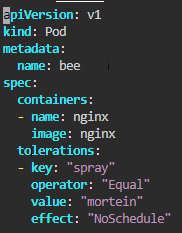 apiVersion: v1
kind: Pod
metadata:
  name: bee
spec:
  containers:
  - name: nginx
    image: nginx
  tolerations:
  - key: "spray"
    operator: "Equal"
    value: "mortein"
    effect: "NoSchedule"